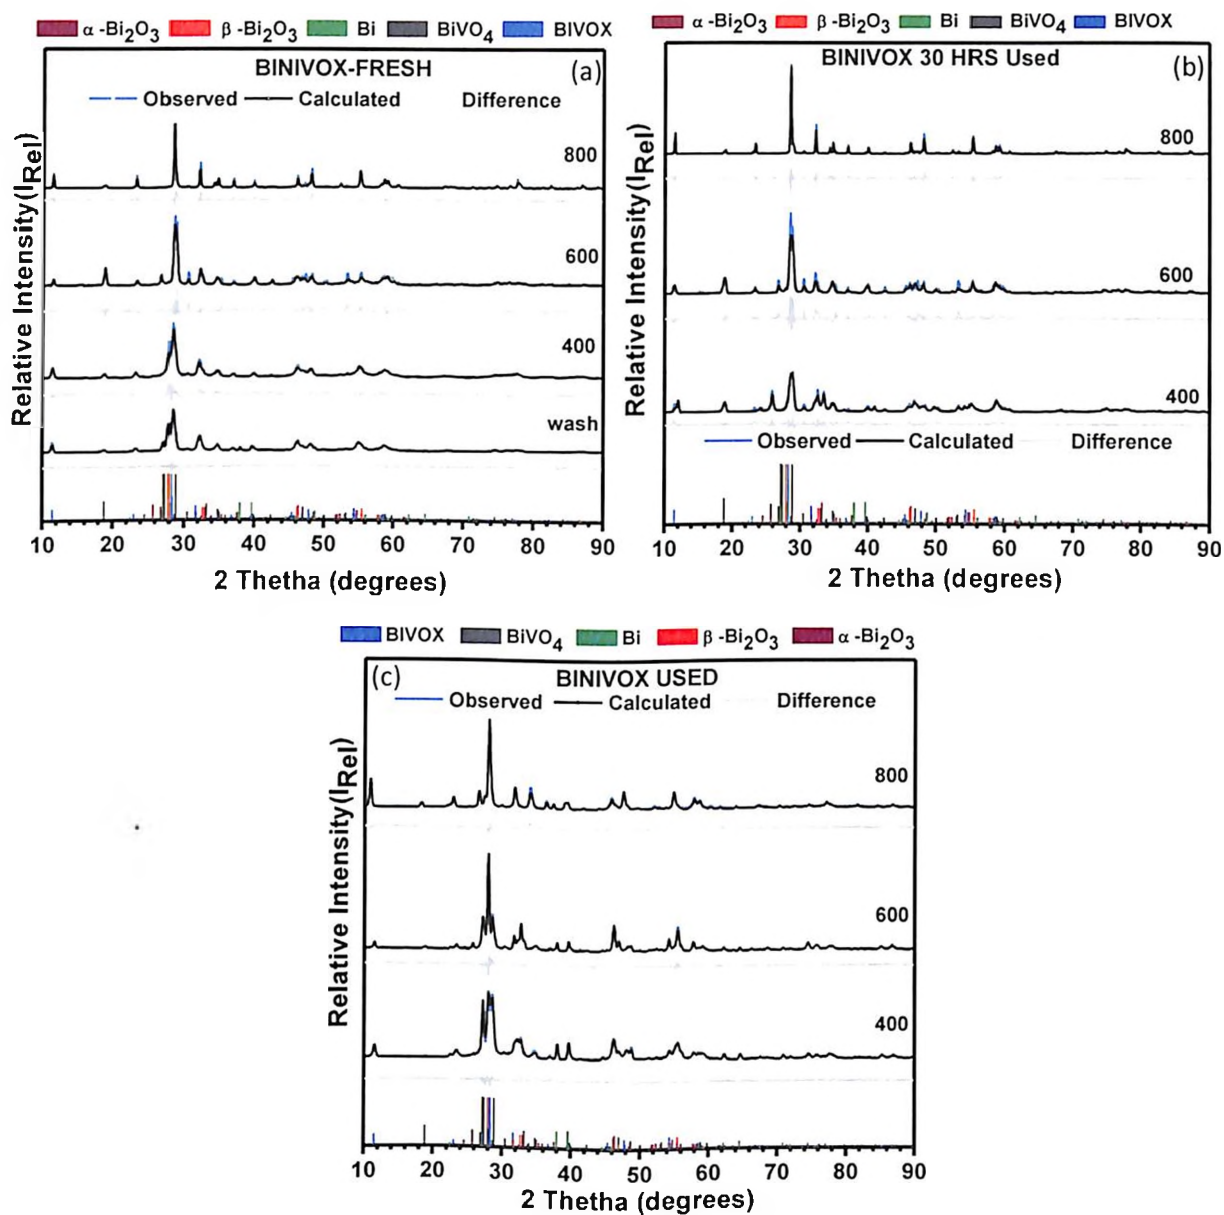 α -Bi2O3 β -Bi2O3 Bi BiVO4 BIVOX
BINIVOX-FRESH (a)
Observed Calculated Difference
800
600
400
wash
Relative Intensity(IRel)
10 20 30 40 50 60 70 80 90
2 Thetha (degrees)
α -Bi2O3 β -Bi2O3 Bi BiVO4 BIVOX
BINIVOX 30 HRS Used (b)
800
600
400
Observed Calculated Difference
Relative Intensity(IRel)
10 20 30 40 50 60 70 80 90
2 Thetha (degrees)
BIVOX BiVO4 Bi β -Bi2O3 α -Bi2O3
(c) BINIVOX USED
Observed Calculated Difference
800
600
400
Relative Intensity(IRel)
10 20 30 40 50 60 70 80 90
2 Thetha (degrees)